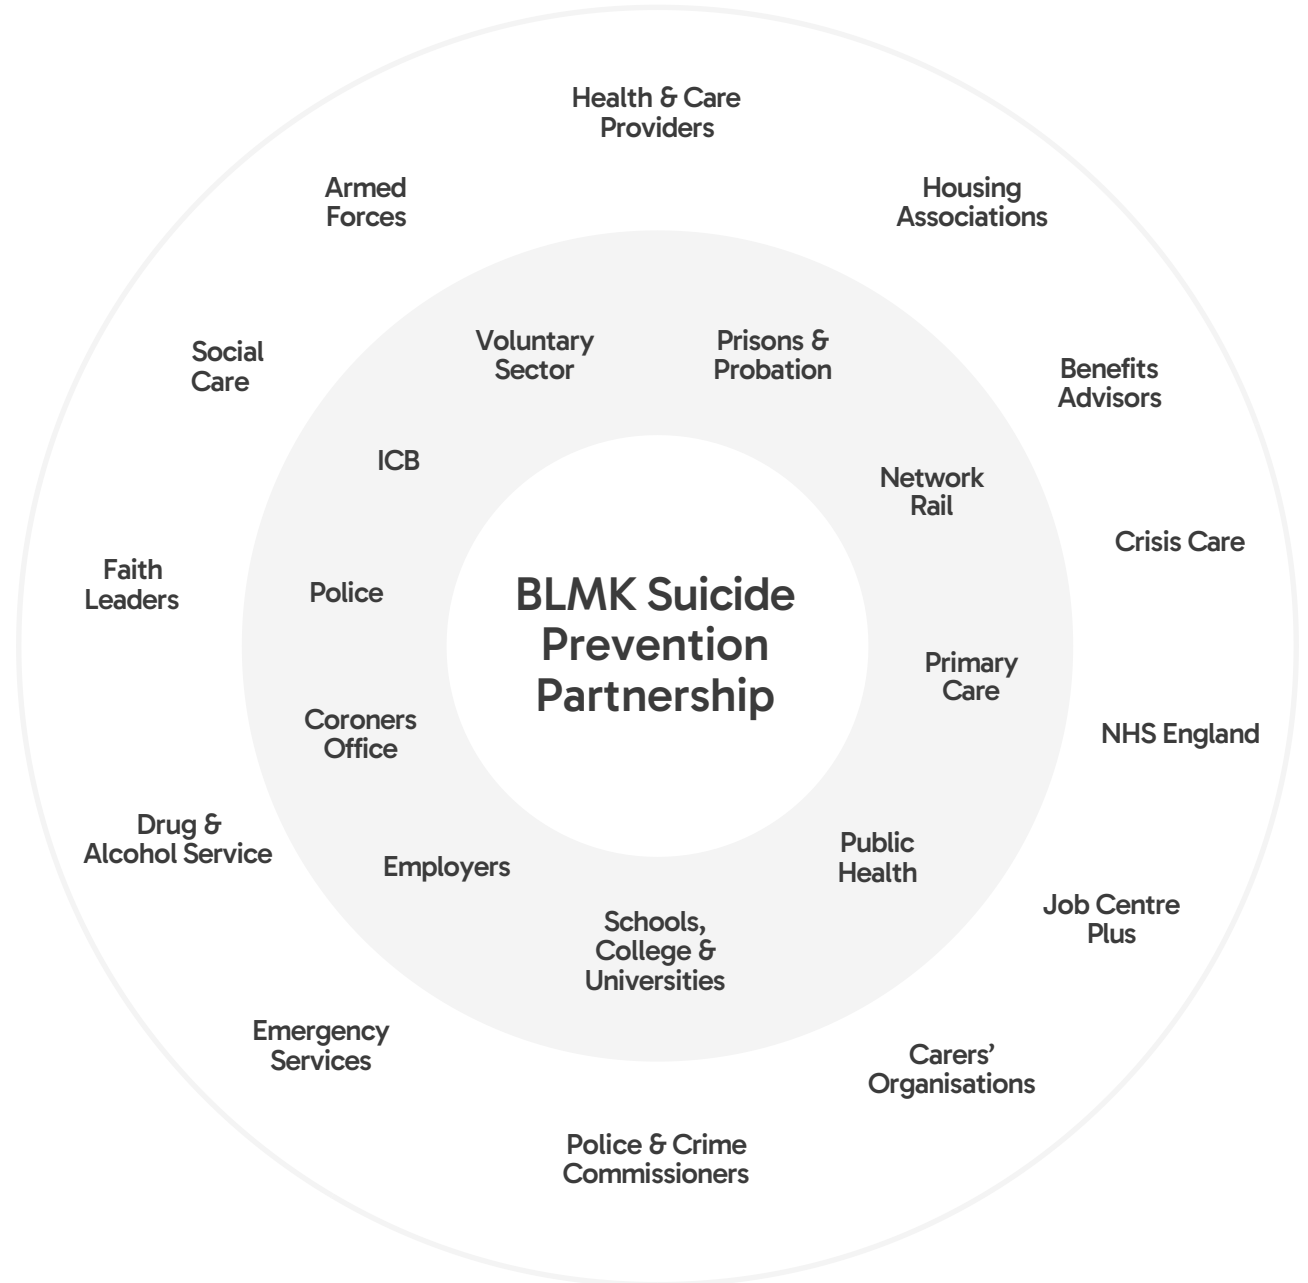 Health & Care
Providers
Armed
Forces
Housing
Associations
Voluntary
Sector
Prisons &
Probation
Social
Care
Benefits
Advisors
ICB
Network
Rail
Crisis Care
Faith
Leaders
Police
BLMK Suicide
Prevention
Partnership
Primary
Care
Coroners
Office
NHS England
Drug &
Alcohol Service
Employers
Public
Health
Schools,
College &
Universities
Job Centre
Plus
Emergency
Services
Carers’
Organisations
Police & Crime
Commissioners